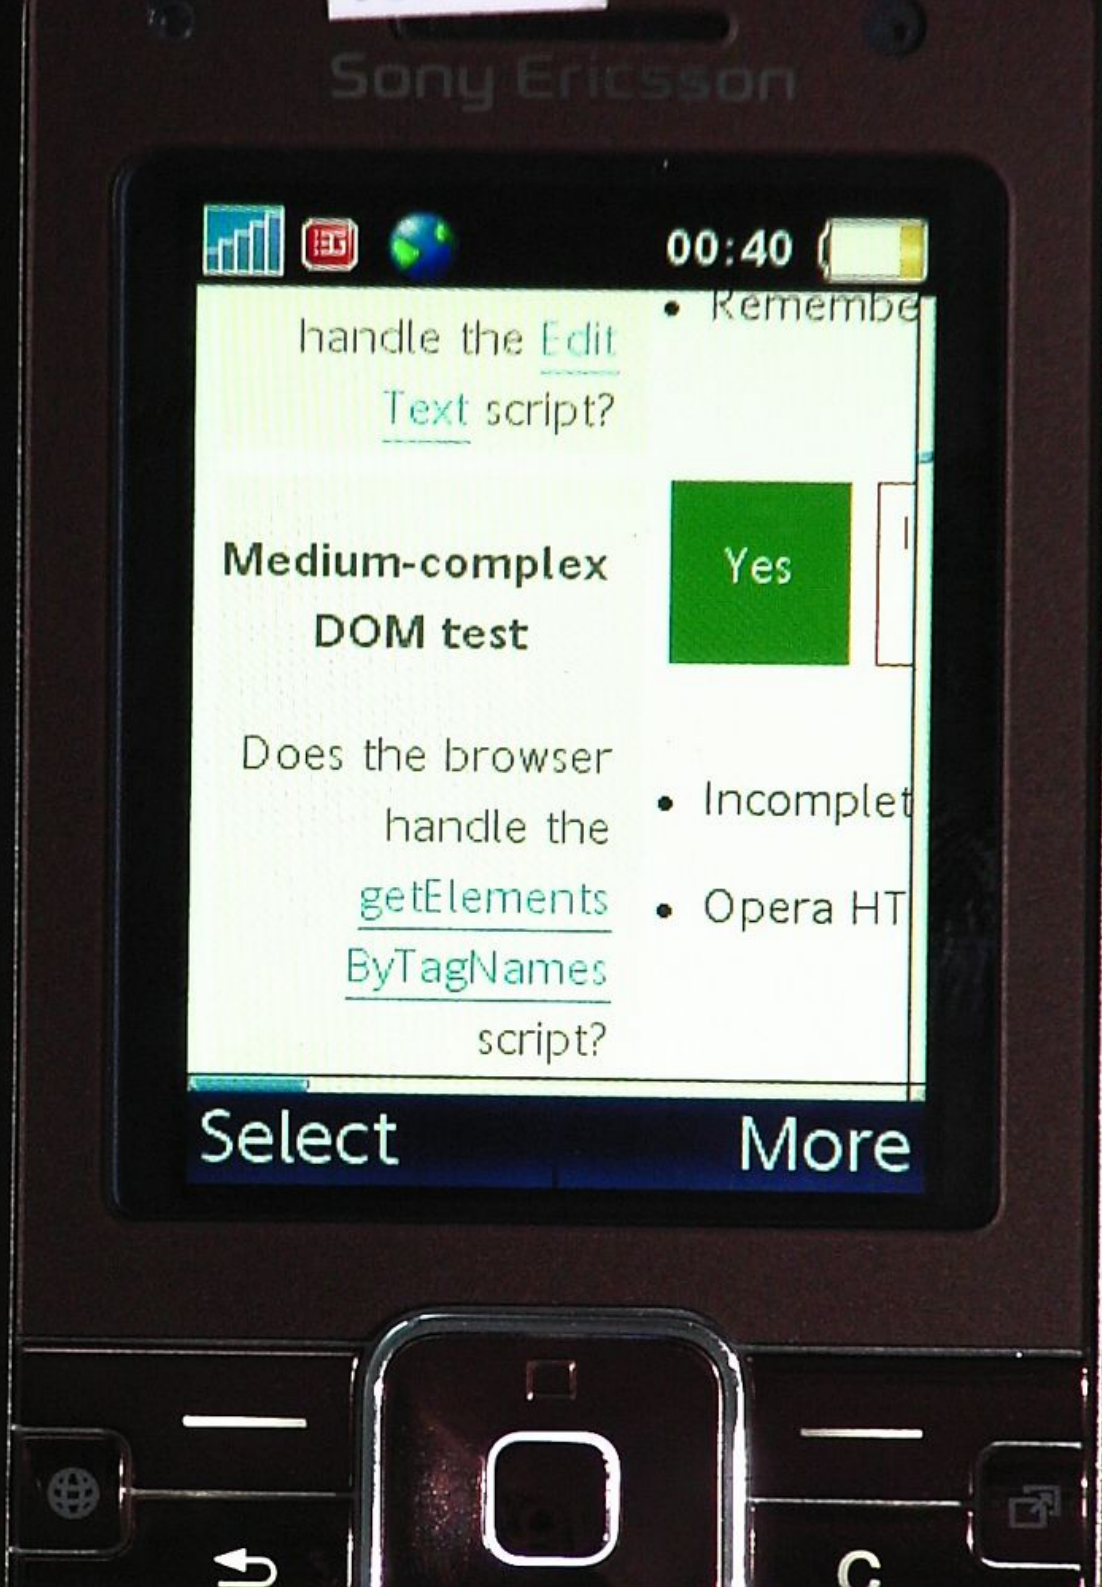 Sony Ericsson
00:40
handle the Edit
Text script?
Remembe
Medium-complex
DOM test
Yes
Does the browser
handle the
getElements
ByTagNames
script?
Incomplet
Opera HT
Select
More
C